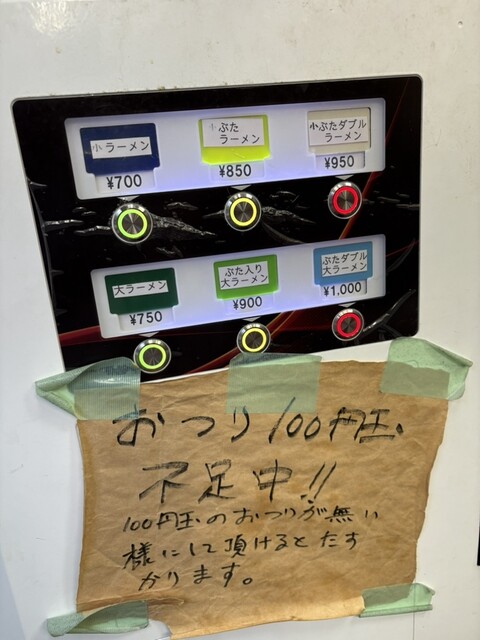 小 ラーメン
¥700
小 ぶた
ラーメン
¥850
小 ぶたダブル
ラーメン
¥950
大 ラーメン
¥750
ぶた入り
大 ラーメン
¥900
ぶたダブル
大 ラーメン
¥1,000
おつり100円玉
不足中!!
100円玉のおつりが無い
様にして頂けるとたす
かります。